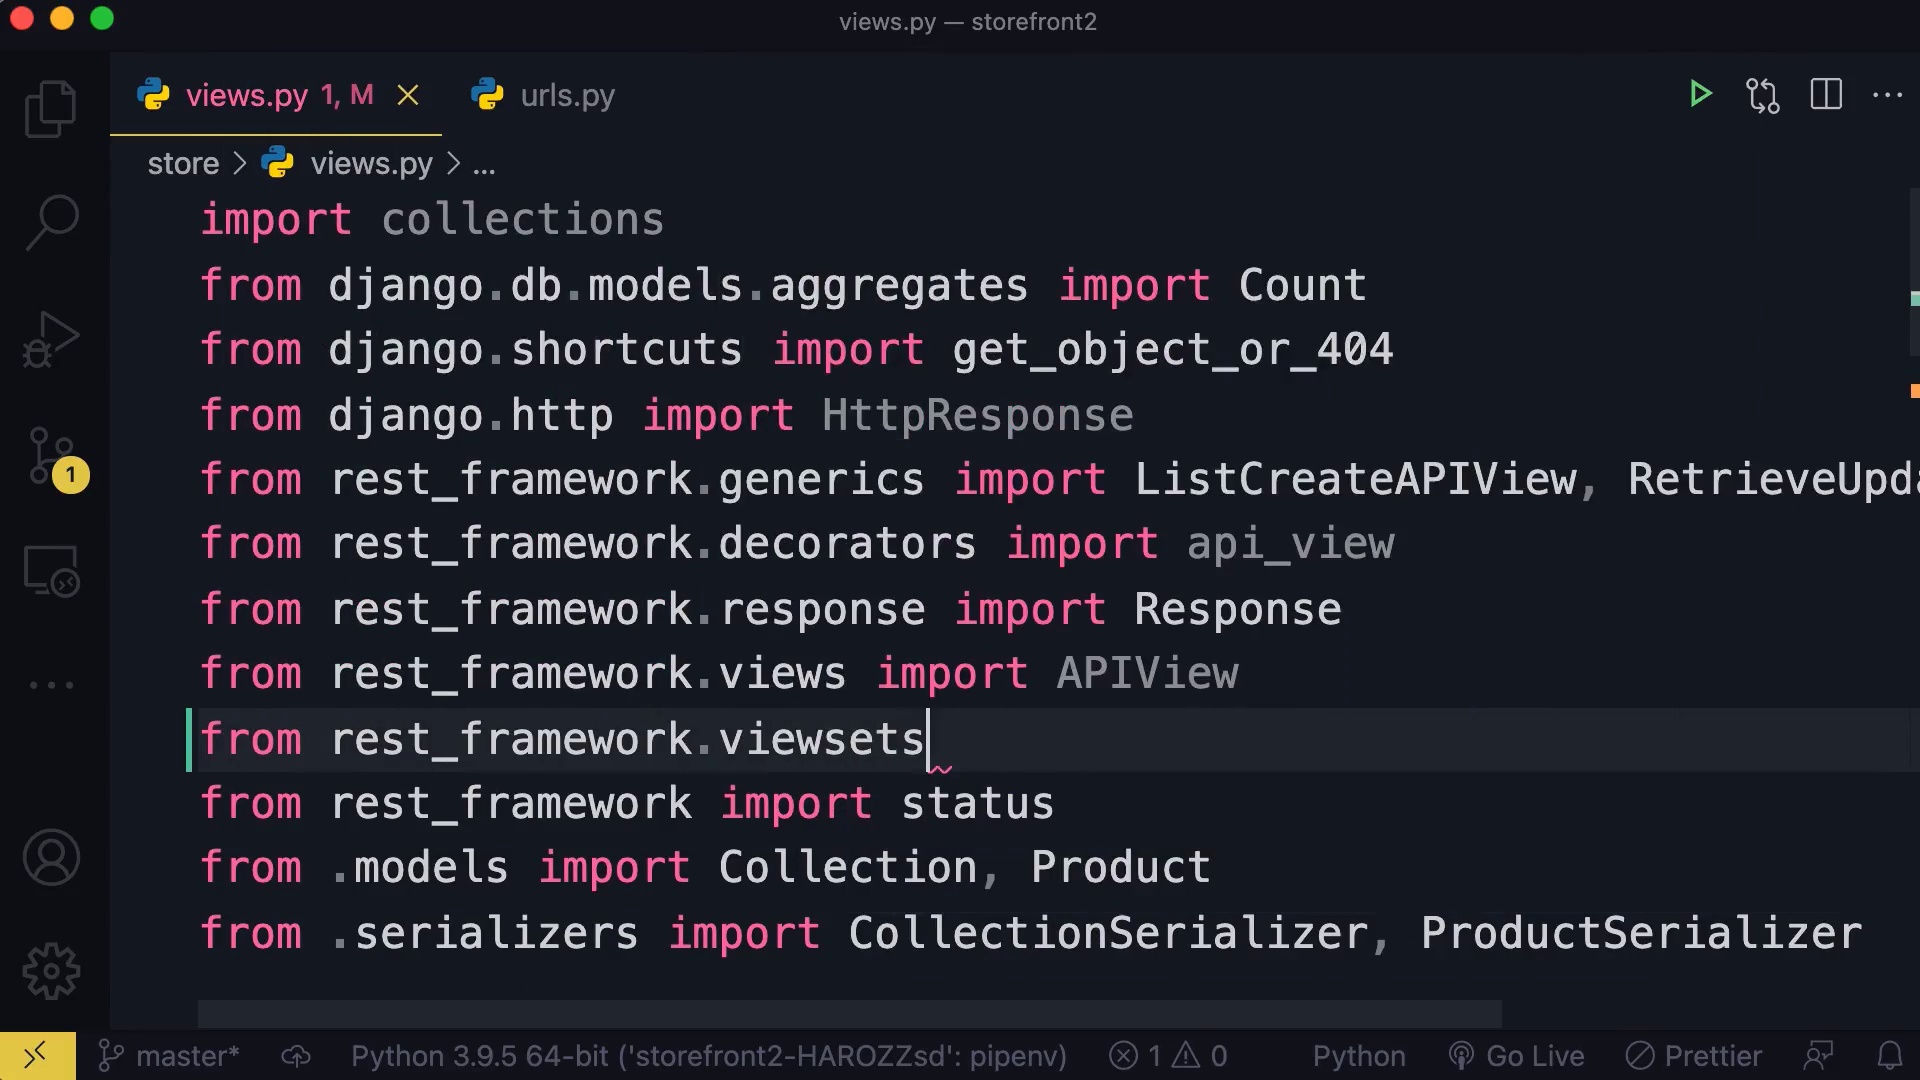 views.py — storefront2
views.py 1, M
urls.py
store > views.py > ...
import collections
from django.db.models.aggregates import Count
from django.shortcuts import get_object_or_404
from django.http import HttpResponse
from rest_framework.generics import ListCreateAPIView, RetrieveUpda
from rest_framework.decorators import api_view
from rest_framework.response import Response
from rest_framework.views import APIView
from rest_framework.viewsets
from rest_framework import status
from .models import Collection, Product
from .serializers import CollectionSerializer, ProductSerializer
1
master* Python 3.9.5 64-bit ('storefront2-HAROZZsd': pipenv) 1 0 Python Go Live Prettier